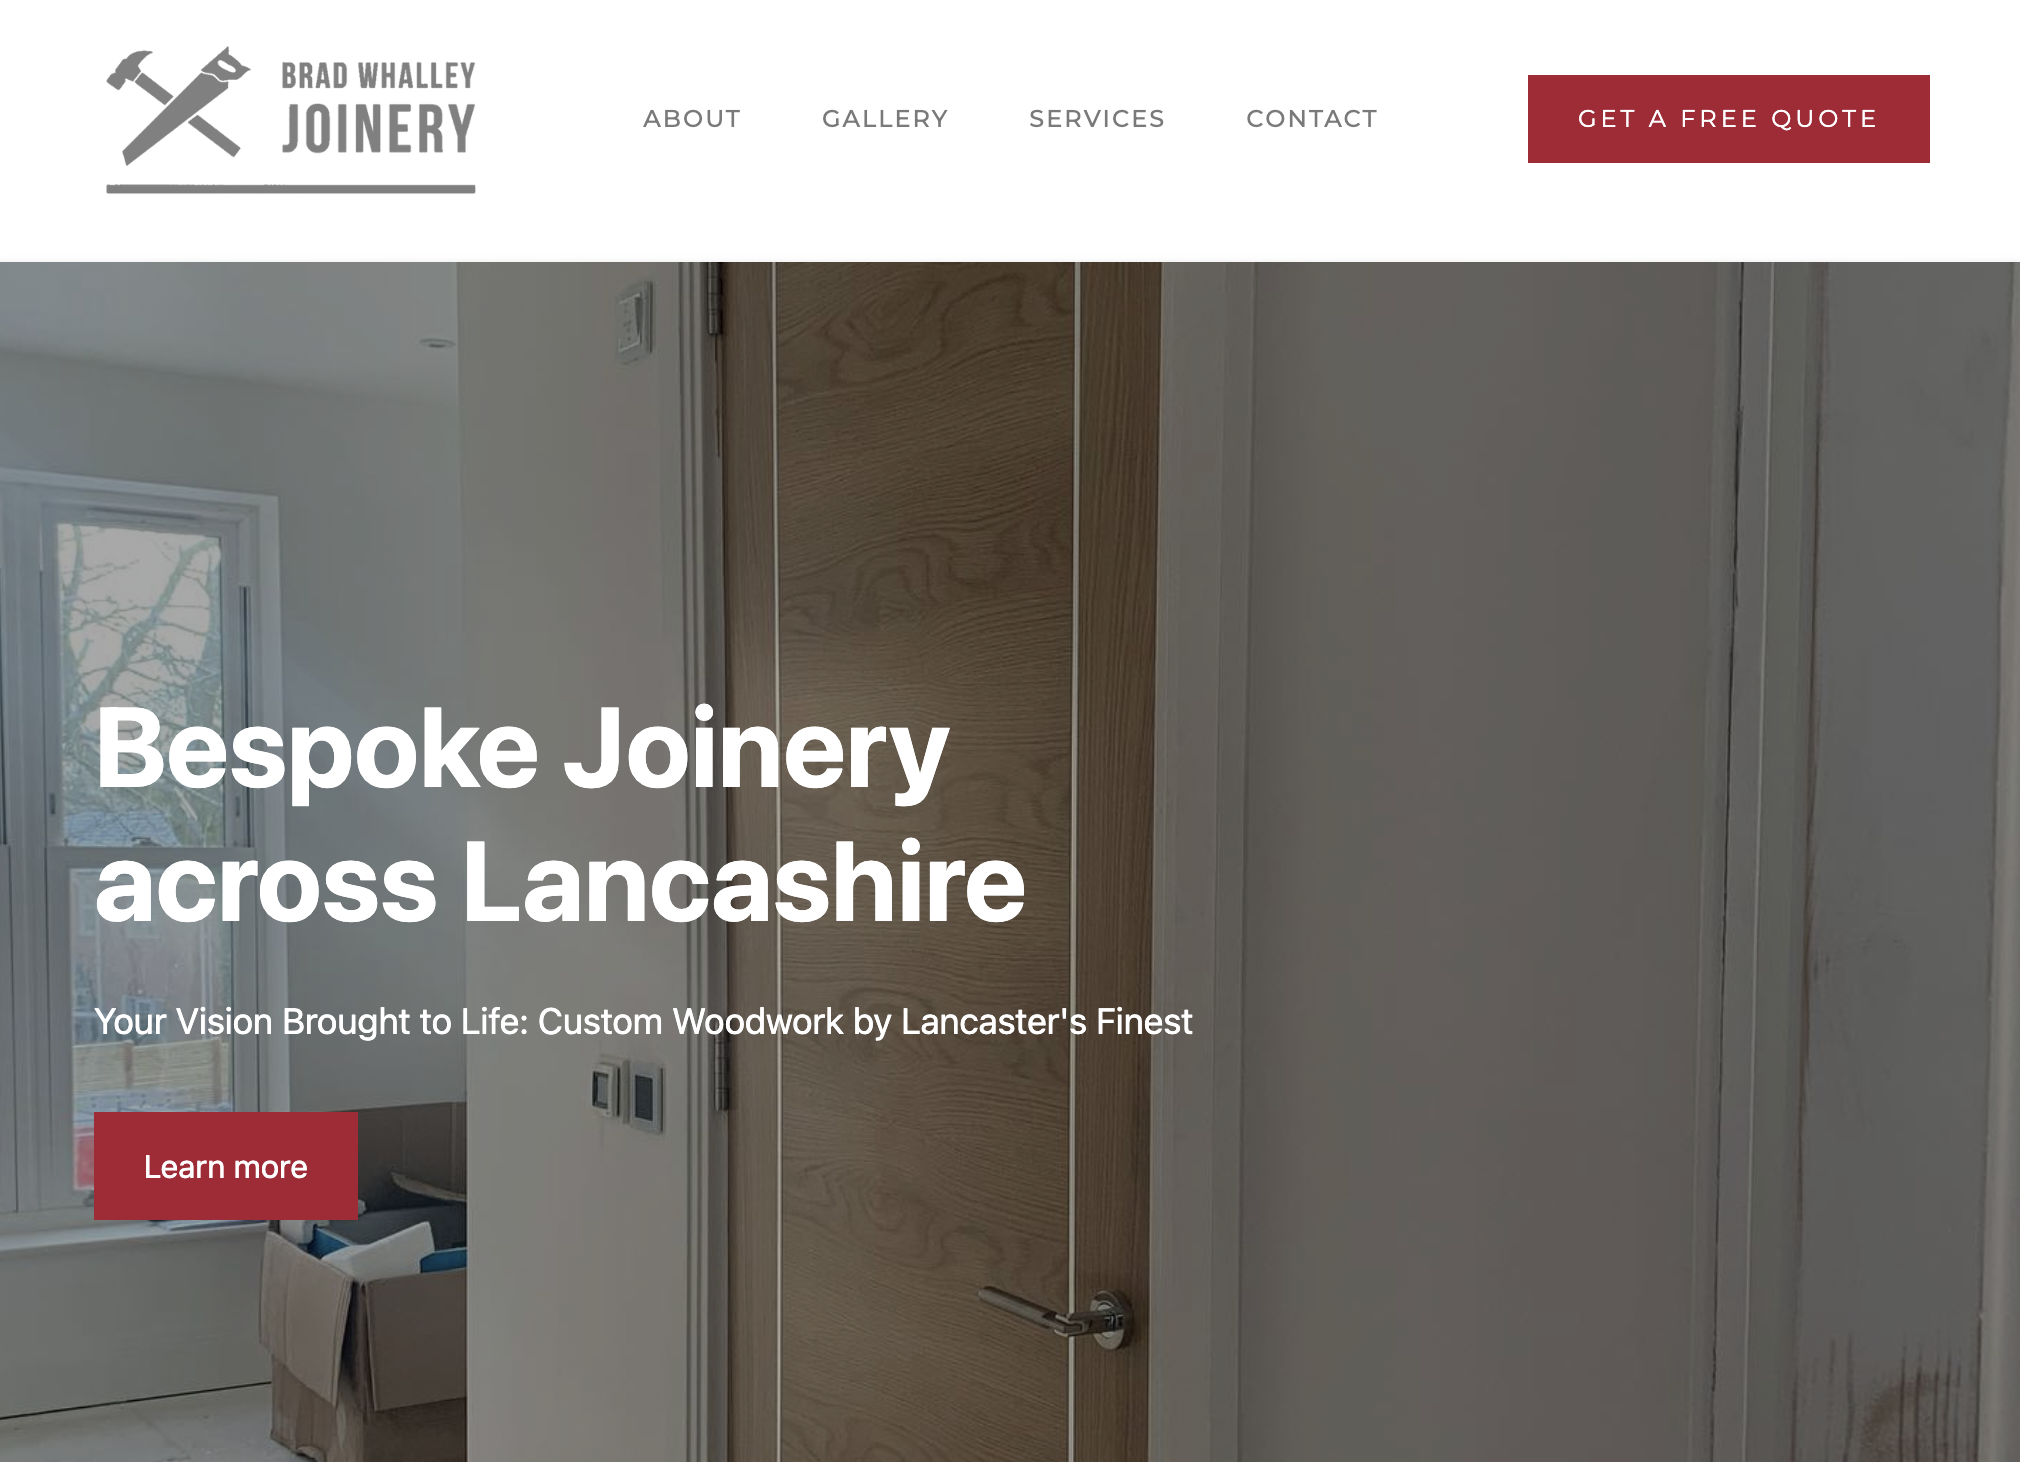 BRAD WHALLEY
JOINERY
ABOUT
GALLERY
SERVICES
CONTACT
GET A FREE QUOTE
Bespoke Joinery
across Lancashire
Your Vision Brought to Life: Custom Woodwork by Lancaster's Finest
Learn more